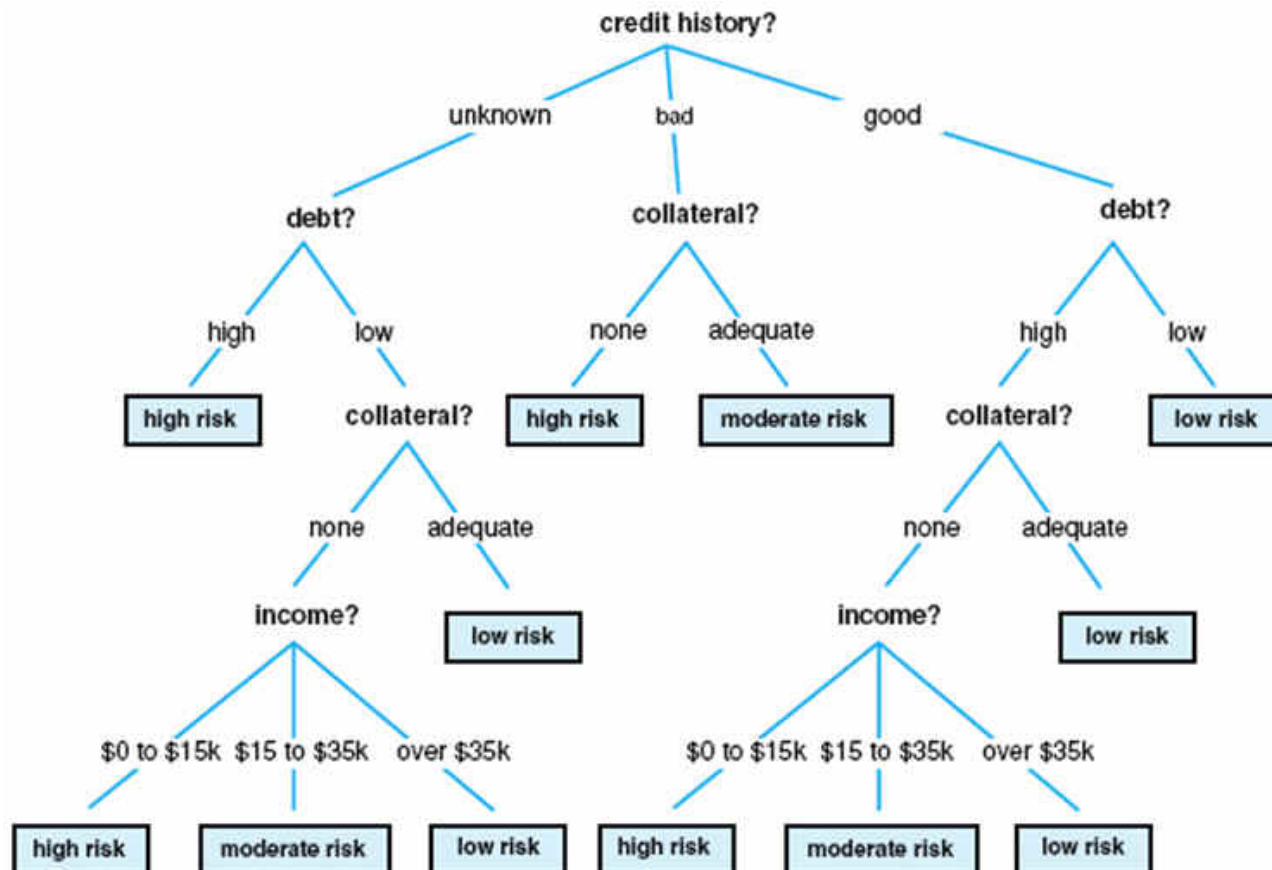 credit history?
unknown bad good
debt? collateral? debt?
high low none adequate high low
high risk collateral? high risk moderate risk collateral? low risk
none adequate none adequate
income? low risk income? low risk
$0 to $15k $15 to $35k over $35k $0 to $15k $15 to $35k over $35k
high risk moderate risk low risk high risk moderate risk low risk